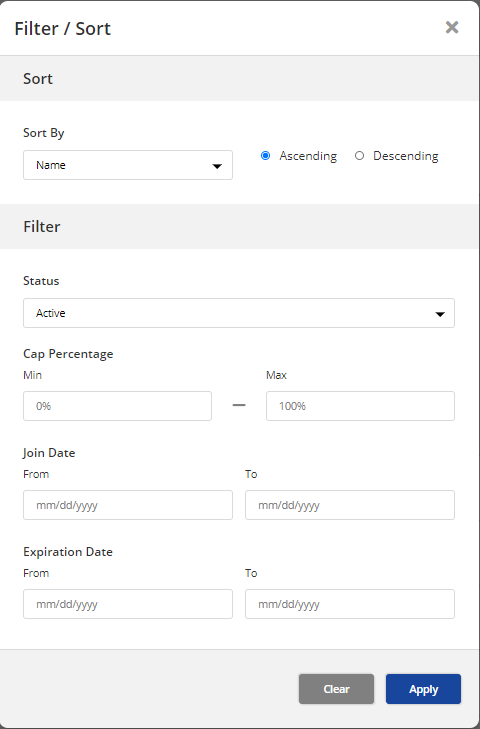 Filter / Sort
Sort
Sort By
Name
Ascending Descending
Filter
Status
Active
Cap Percentage
Min Max
0% 100%
Join Date
From To
mm/dd/yyyy mm/dd/yyyy
Expiration Date
From To
mm/dd/yyyy mm/dd/yyyy
Clear Apply